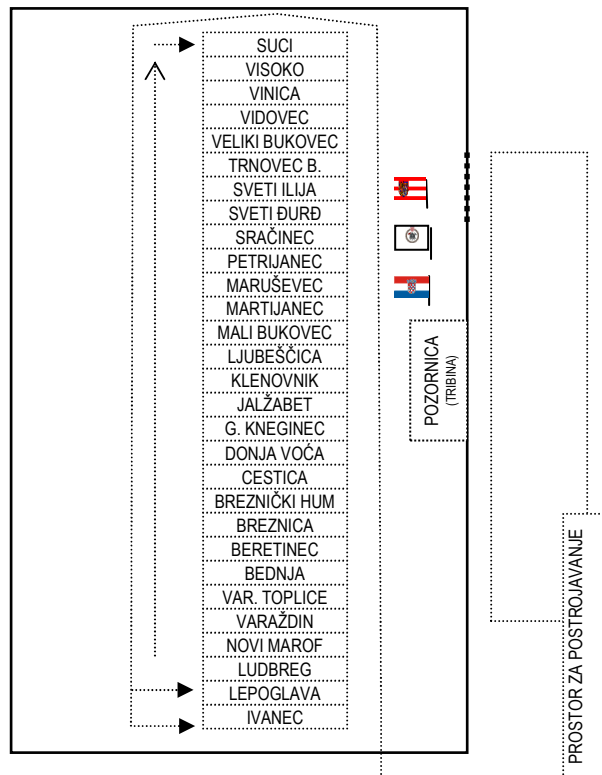 SUCI
VISOKO
VINICA
VIDOVEC
VELIKI BUKOVEC
TRNOVEC B.
SVETI ILIJA
SVETI ĐURĐ
SRAČINEC
PETRIJANEC
MARUŠEVEC
MARTIJANEC
MALI BUKOVEC
LJUBEŠČICA
KLENOVNIK
JALŽABET
G. KNEGINEC
DONJA VOĆA
CESTICA
BREZNIČKI HUM
BREZNICA
BERETINEC
BEDNJA
VAR. TOPLICE
VARAŽDIN
NOVI MAROF
LUDBREG
LEPOGLAVA
IVANEC
POZORNICA
(TRIBINA)
PROSTOR ZA POSTROJAVANJE